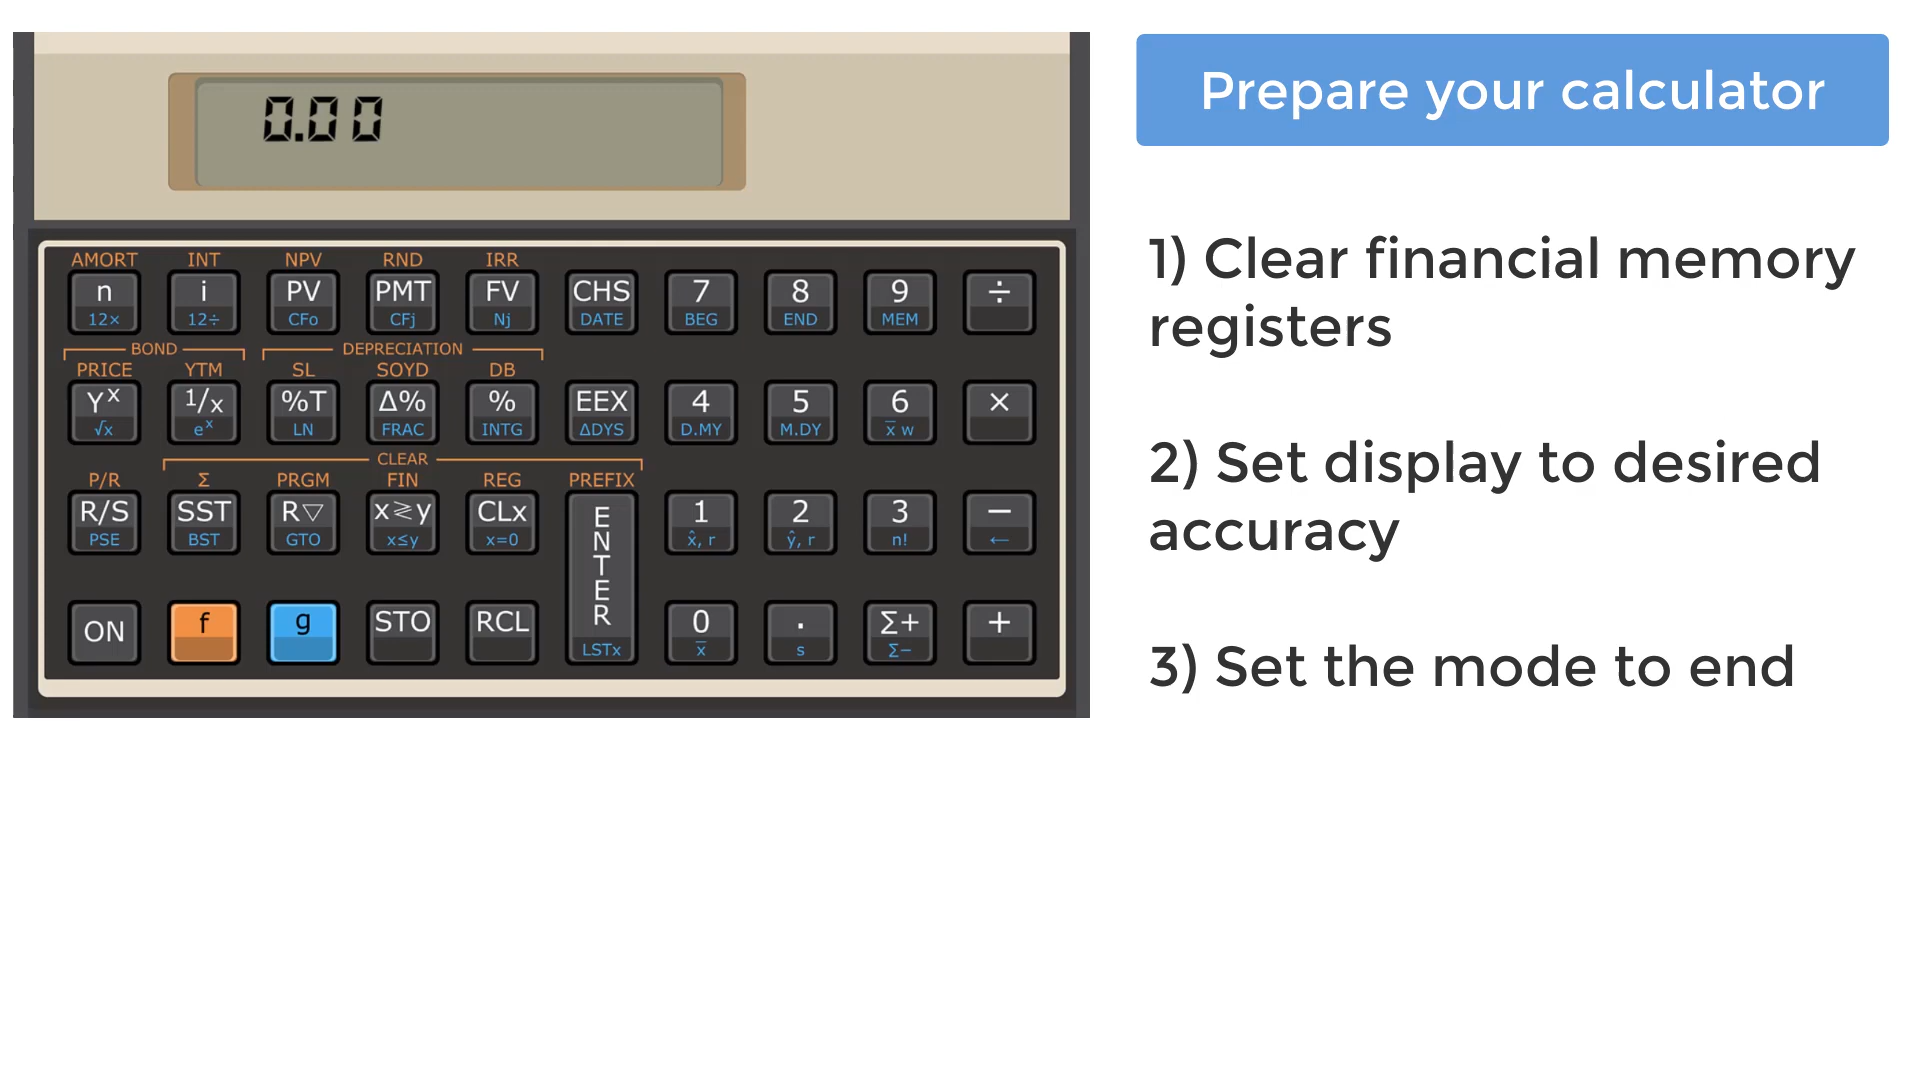 0.00
Prepare your calculator
1) Clear financial memory
registers
2) Set display to desired
accuracy
3) Set the mode to end
AMORT INT NPV RND IRR
n i PV PMT FV CHS 7 8 9 ÷
12× 12÷ CFo CFj Nj DATE BEG END MEM
BOND DEPRECIATION
PRICE YTM SL SOYD DB
Yˣ 1/x %T Δ% % EEX 4 5 6 ×
√x eˣ LN FRAC INTG ΔDYS D.MY M.DY x̅ w
CLEAR
P/R Σ PRGM FIN REG PREFIX
R/S SST R▽ x≷y CLx ENTER 1 2 3 −
PSE BST GTO x≤y x=0 x̂, r ŷ, r n! ←
ON f g STO RCL 0 . Σ+ +
LSTx x̅ s Σ−